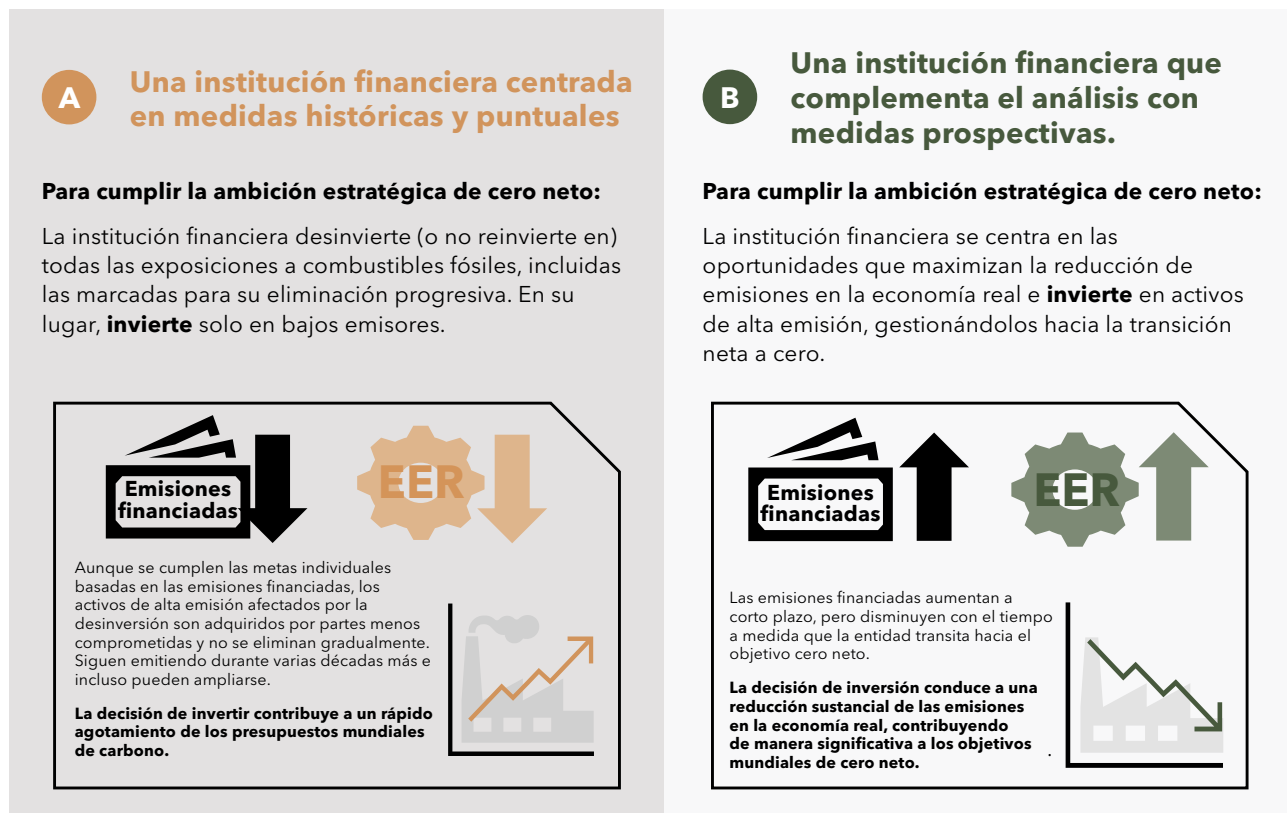 A
Una institución financiera centrada
en medidas históricas y puntuales
Para cumplir la ambición estratégica de cero neto:
La institución financiera desinvierte (o no reinvierte en)
todas las exposiciones a combustibles fósiles, incluidas
las marcadas para su eliminación progresiva. En su
lugar, invierte solo en bajos emisores.
Emisiones
financiadas
EER
Aunque se cumplen las metas individuales
basadas en las emisiones financiadas, los
activos de alta emisión afectados por la
desinversión son adquiridos por partes menos
comprometidas y no se eliminan gradualmente.
Siguen emitiendo durante varias décadas más e
incluso pueden ampliarse.
La decisión de invertir contribuye a un rápido
agotamiento de los presupuestos mundiales
de carbono.
B
Una institución financiera que
complementa el análisis con
medidas prospectivas.
Para cumplir la ambición estratégica de cero neto:
La institución financiera se centra en las
oportunidades que maximizan la reducción de
emisiones en la economía real e invierte en activos
de alta emisión, gestionándolos hacia la transición
neta a cero.
Emisiones
financiadas
EER
Las emisiones financiadas aumentan a
corto plazo, pero disminuyen con el tiempo
a medida que la entidad transita hacia el
objetivo cero neto.
La decisión de inversión conduce a una
reducción sustancial de las emisiones
en la economía real, contribuyendo
de manera significativa a los objetivos .
mundiales de cero neto.